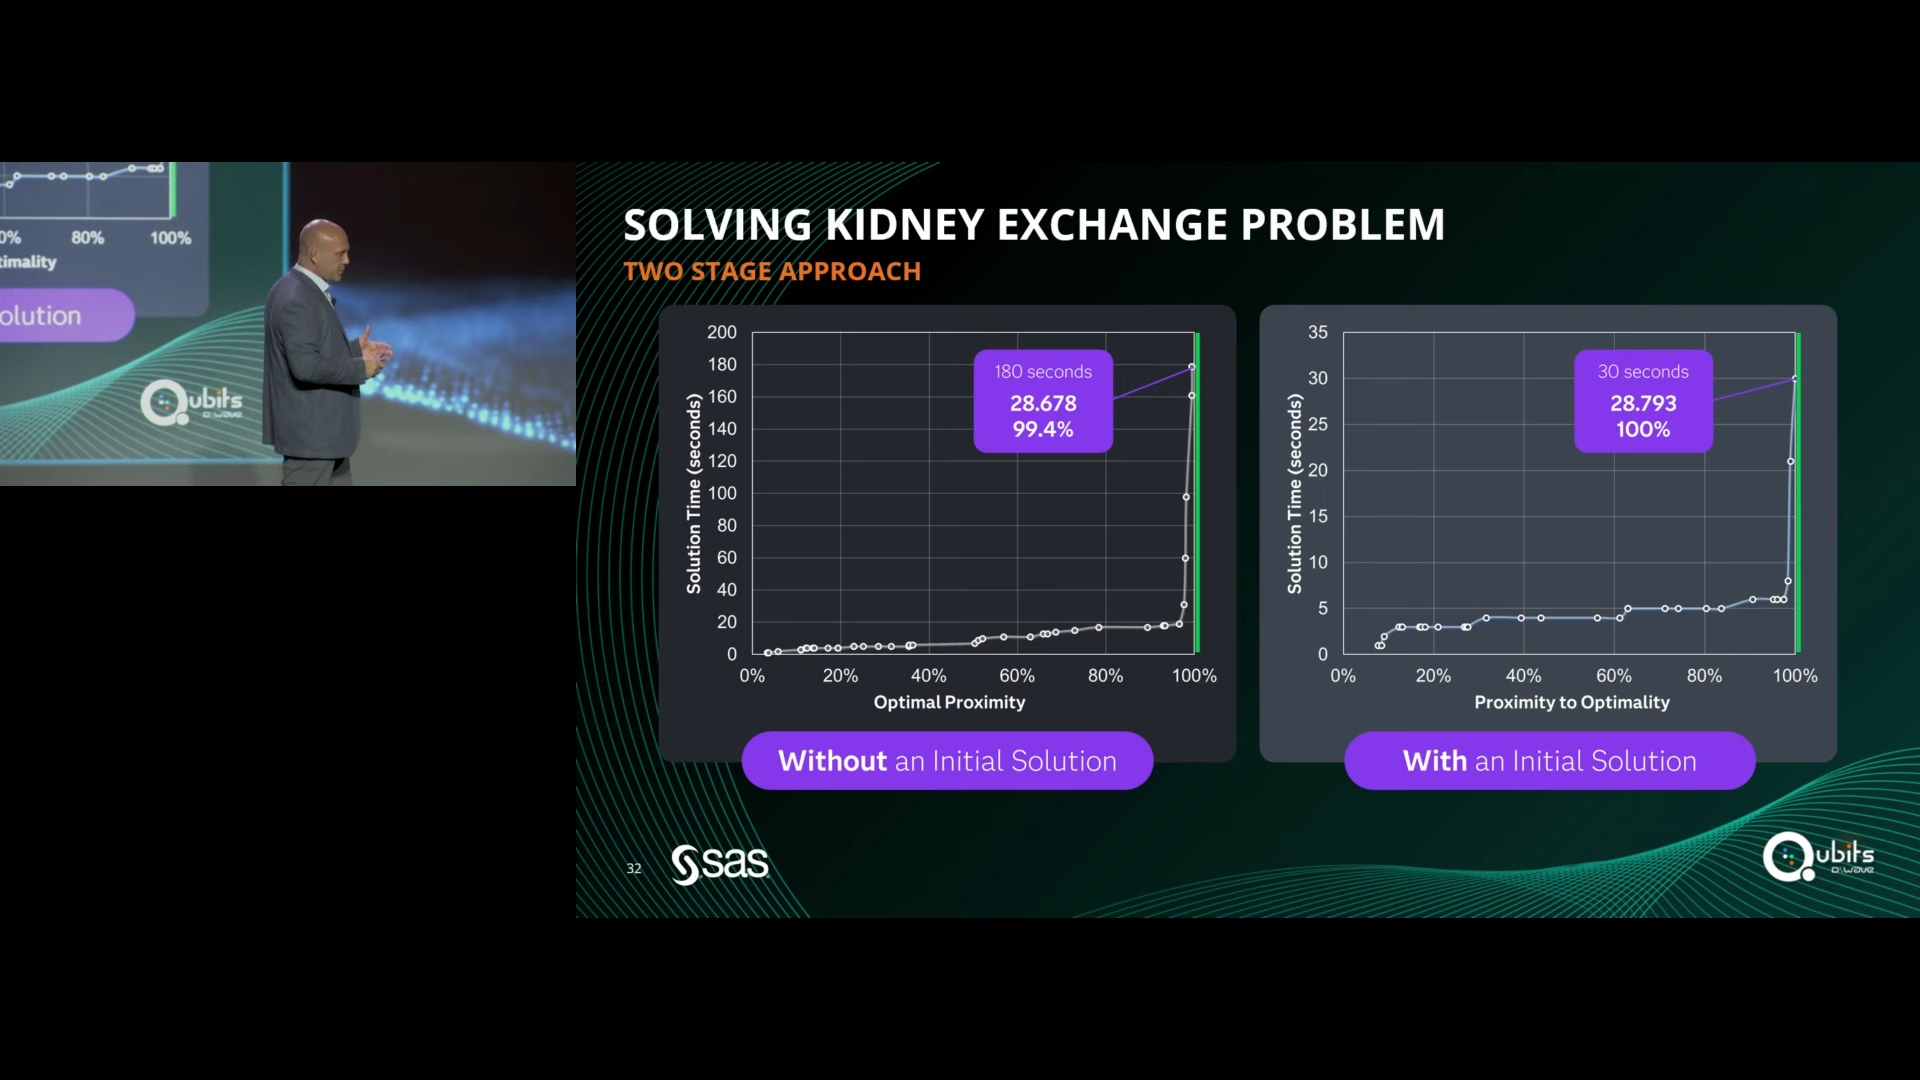 0%
80%
100%
timality
olution
Qubits
D:WAVE
SOLVING KIDNEY EXCHANGE PROBLEM
TWO STAGE APPROACH
200
180
160
140
120
100
80
60
40
20
0
Solution Time (seconds)
180 seconds
28.678
99.4%
0%
20%
40%
60%
80%
100%
Optimal Proximity
Without an Initial Solution
35
30
25
20
15
10
5
0
Solution Time (seconds)
30 seconds
28.793
100%
0%
20%
40%
60%
80%
100%
Proximity to Optimality
With an Initial Solution
32
sas
Qubits
D:WAVE